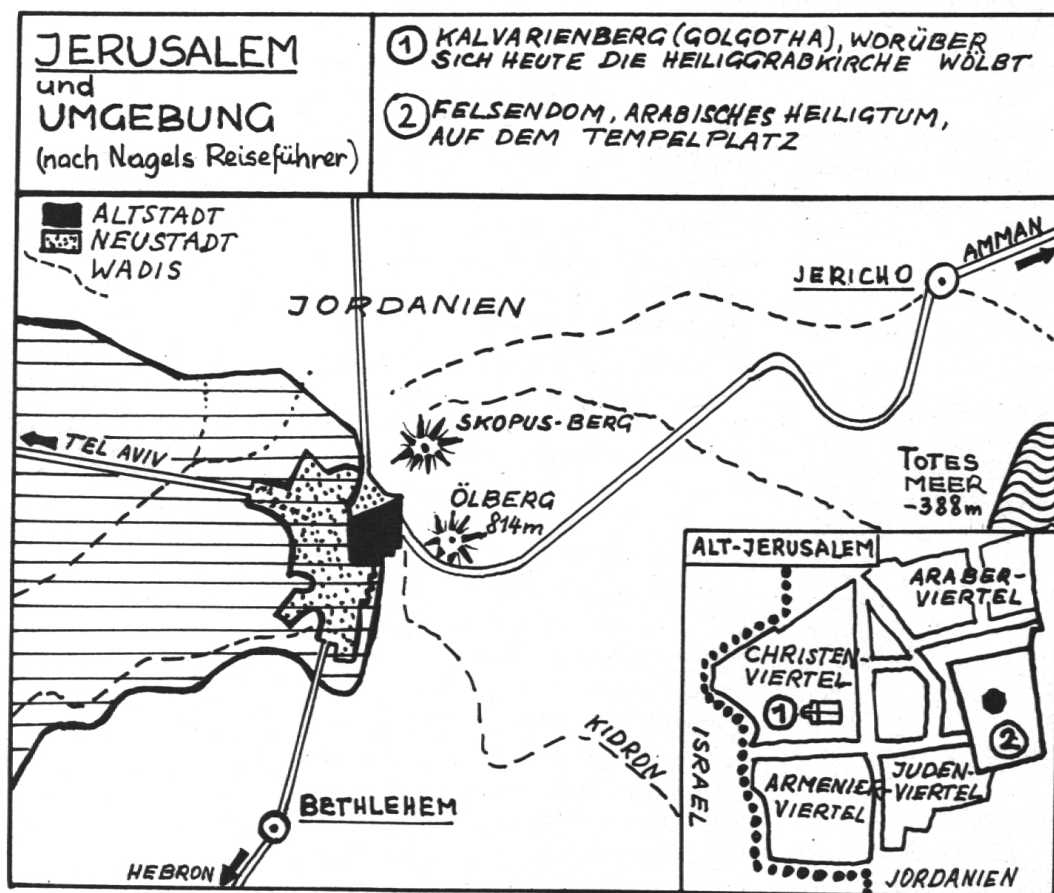 JERUSALEM
und
UMGEBUNG
(nach Nagels Reiseführer)
1 KALVARIENBERG (GOLGOTHA), WORÜBER
SICH HEUTE DIE HEILIGGRABKIRCHE WÖLBT
2 FELSENDOM, ARABISCHES HEILIGTUM,
AUF DEM TEMPELPLATZ
ALTSTADT
NEUSTADT
WADIS
JORDANIEN
AMMAN
JERICHO
SKOPUS-BERG
TEL AVIV
ÖLBERG
814m
TOTES
MEER
-388m
ALT-JERUSALEM
ARABER-
VIERTEL
CHRISTEN
VIERTEL
1
2
ISRAEL
ARMENIER-
VIERTEL
JUDEN-
VIERTEL
JORDANIEN
KIDRON
BETHLEHEM
HEBRON